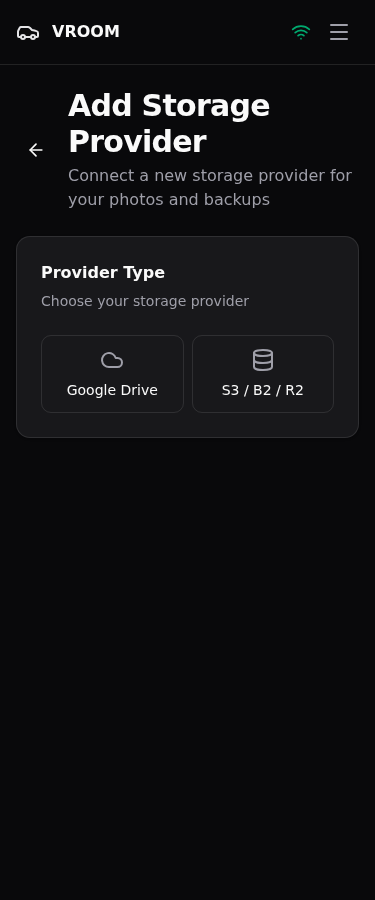 VROOM
Add Storage
Provider
Connect a new storage provider for
your photos and backups
Provider Type
Choose your storage provider
Google Drive
S3 / B2 / R2